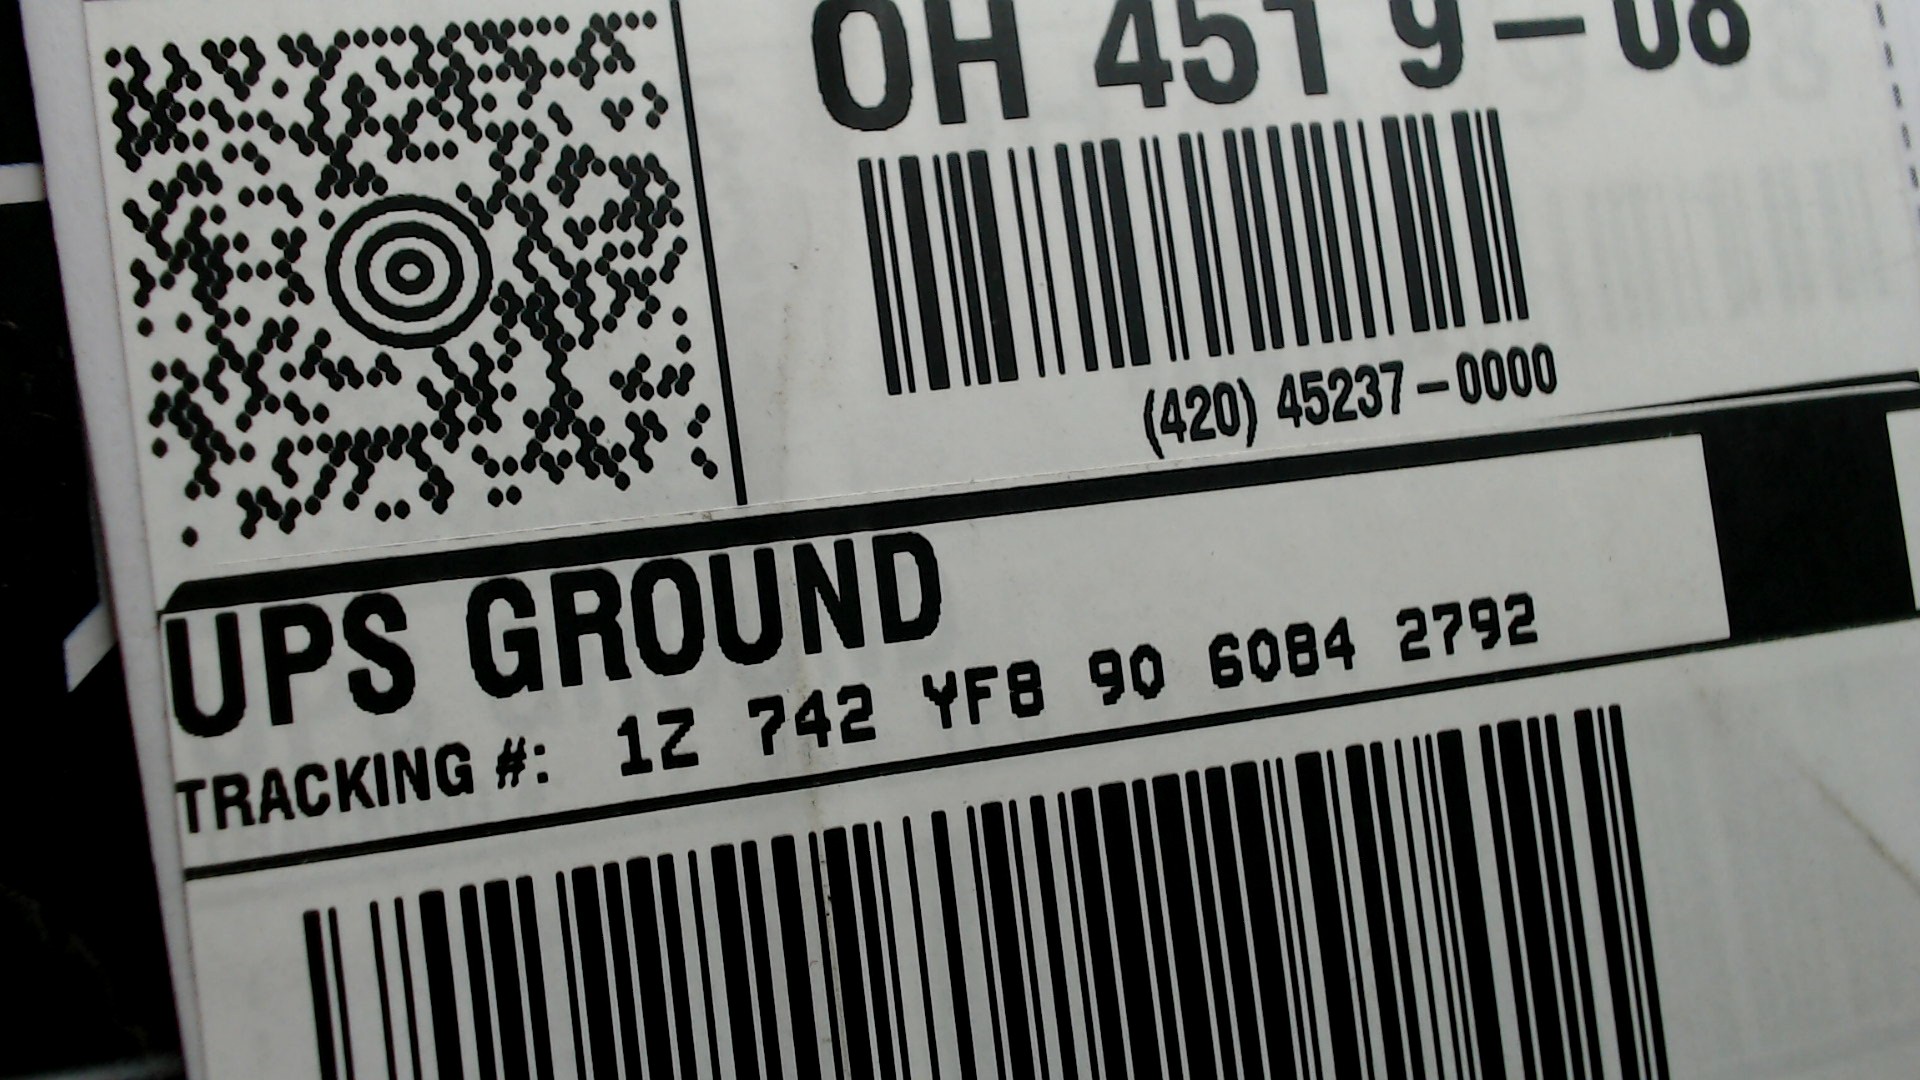 OH 451 9-08
(420) 45237-0000
UPS GROUND
TRACKING #: 1Z 742 YF8 90 6084 2792